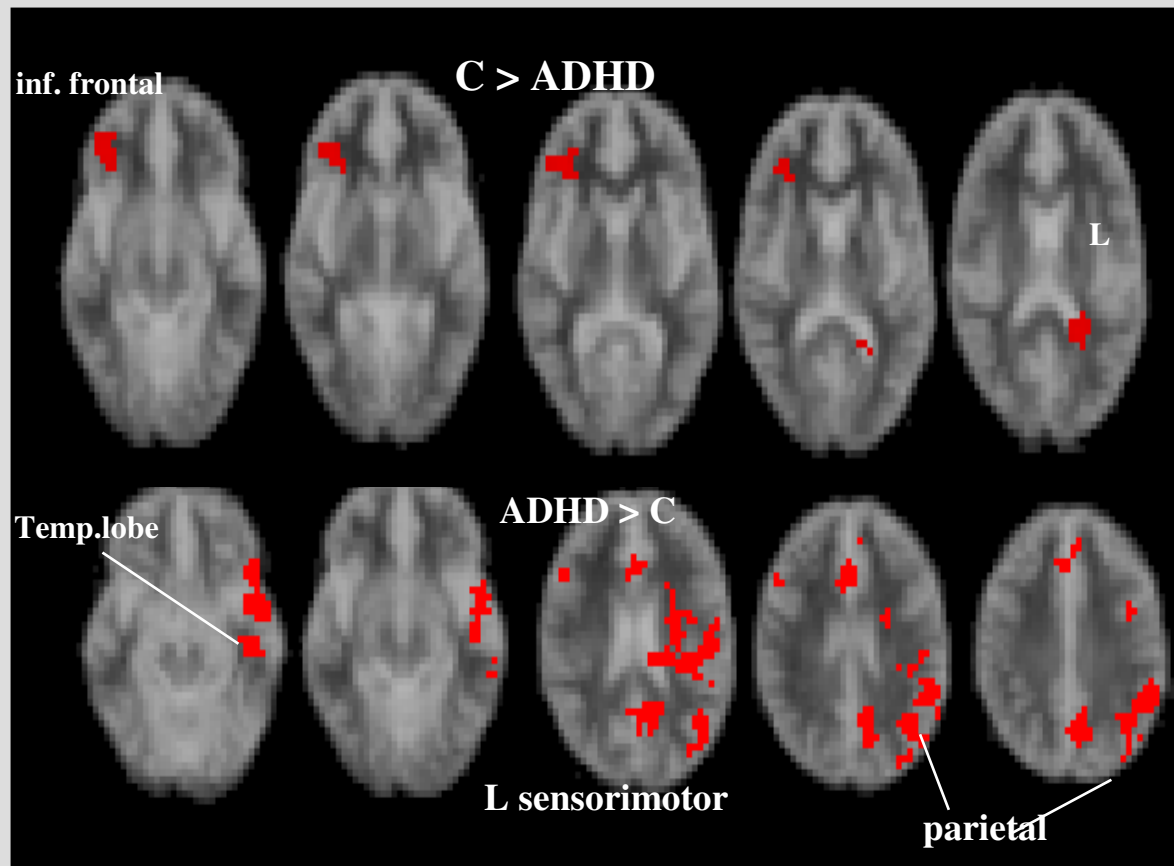 C > ADHD
inf. frontal
L
ADHD > C
Temp.lobe
L sensorimotor
parietal